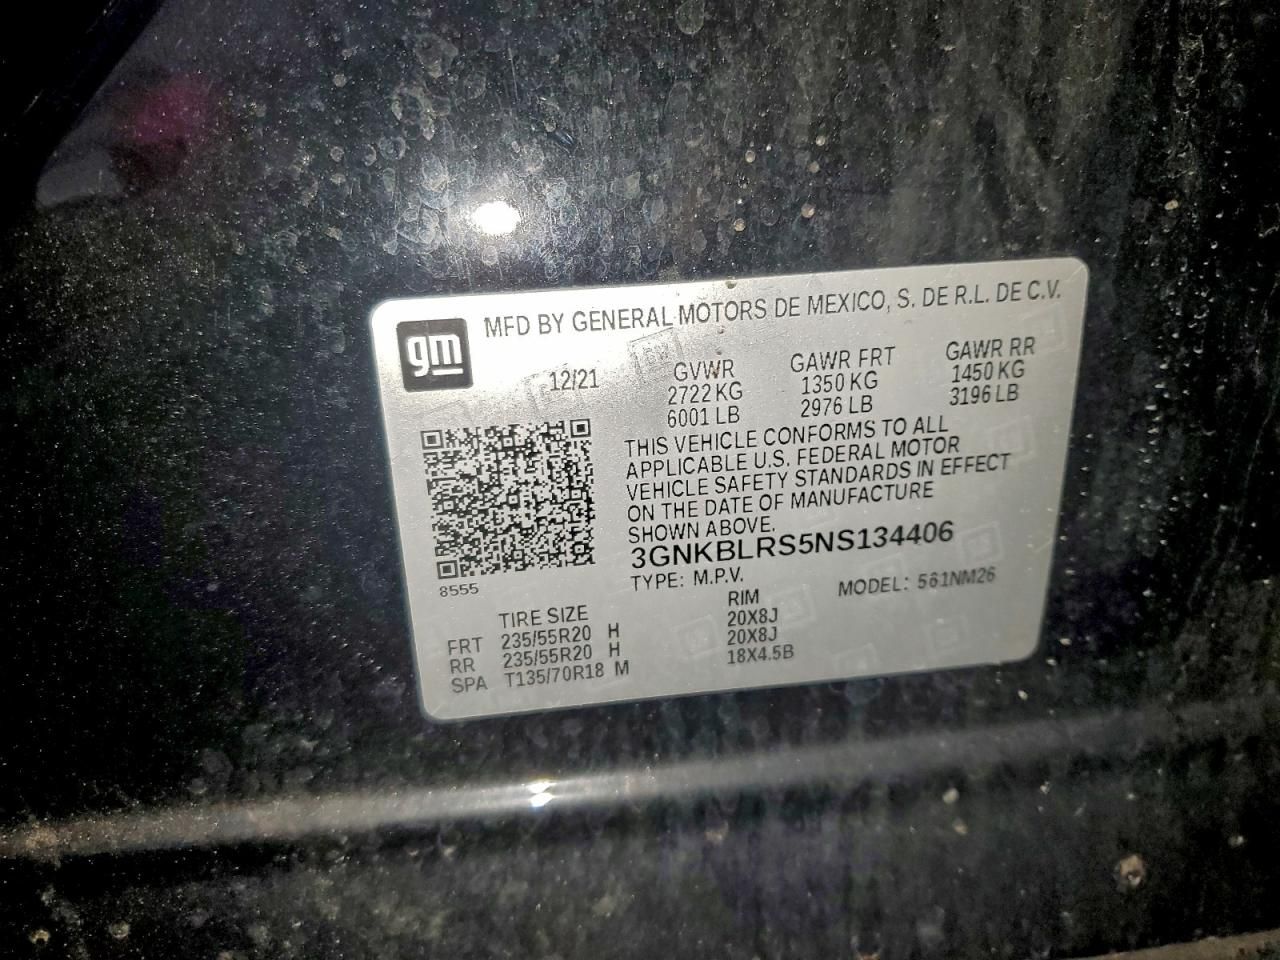 gm
MFD BY GENERAL MOTORS DE MEXICO, S. DE R.L. DE C.V.
12/21
GVWR
2722 KG
6001 LB
GAWR FRT
1350 KG
2976 LB
GAWR RR
1450 KG
3196 LB
THIS VEHICLE CONFORMS TO ALL
APPLICABLE U.S. FEDERAL MOTOR
VEHICLE SAFETY STANDARDS IN EFFECT
ON THE DATE OF MANUFACTURE
SHOWN ABOVE.
3GNKBLRS5NS134406
TYPE: M.P.V. MODEL: 561NM26
8555
TIRE SIZE RIM
FRT 235/55R20 H 20X8J
RR 235/55R20 H 20X8J
SPA T135/70R18 M 18X4.5B